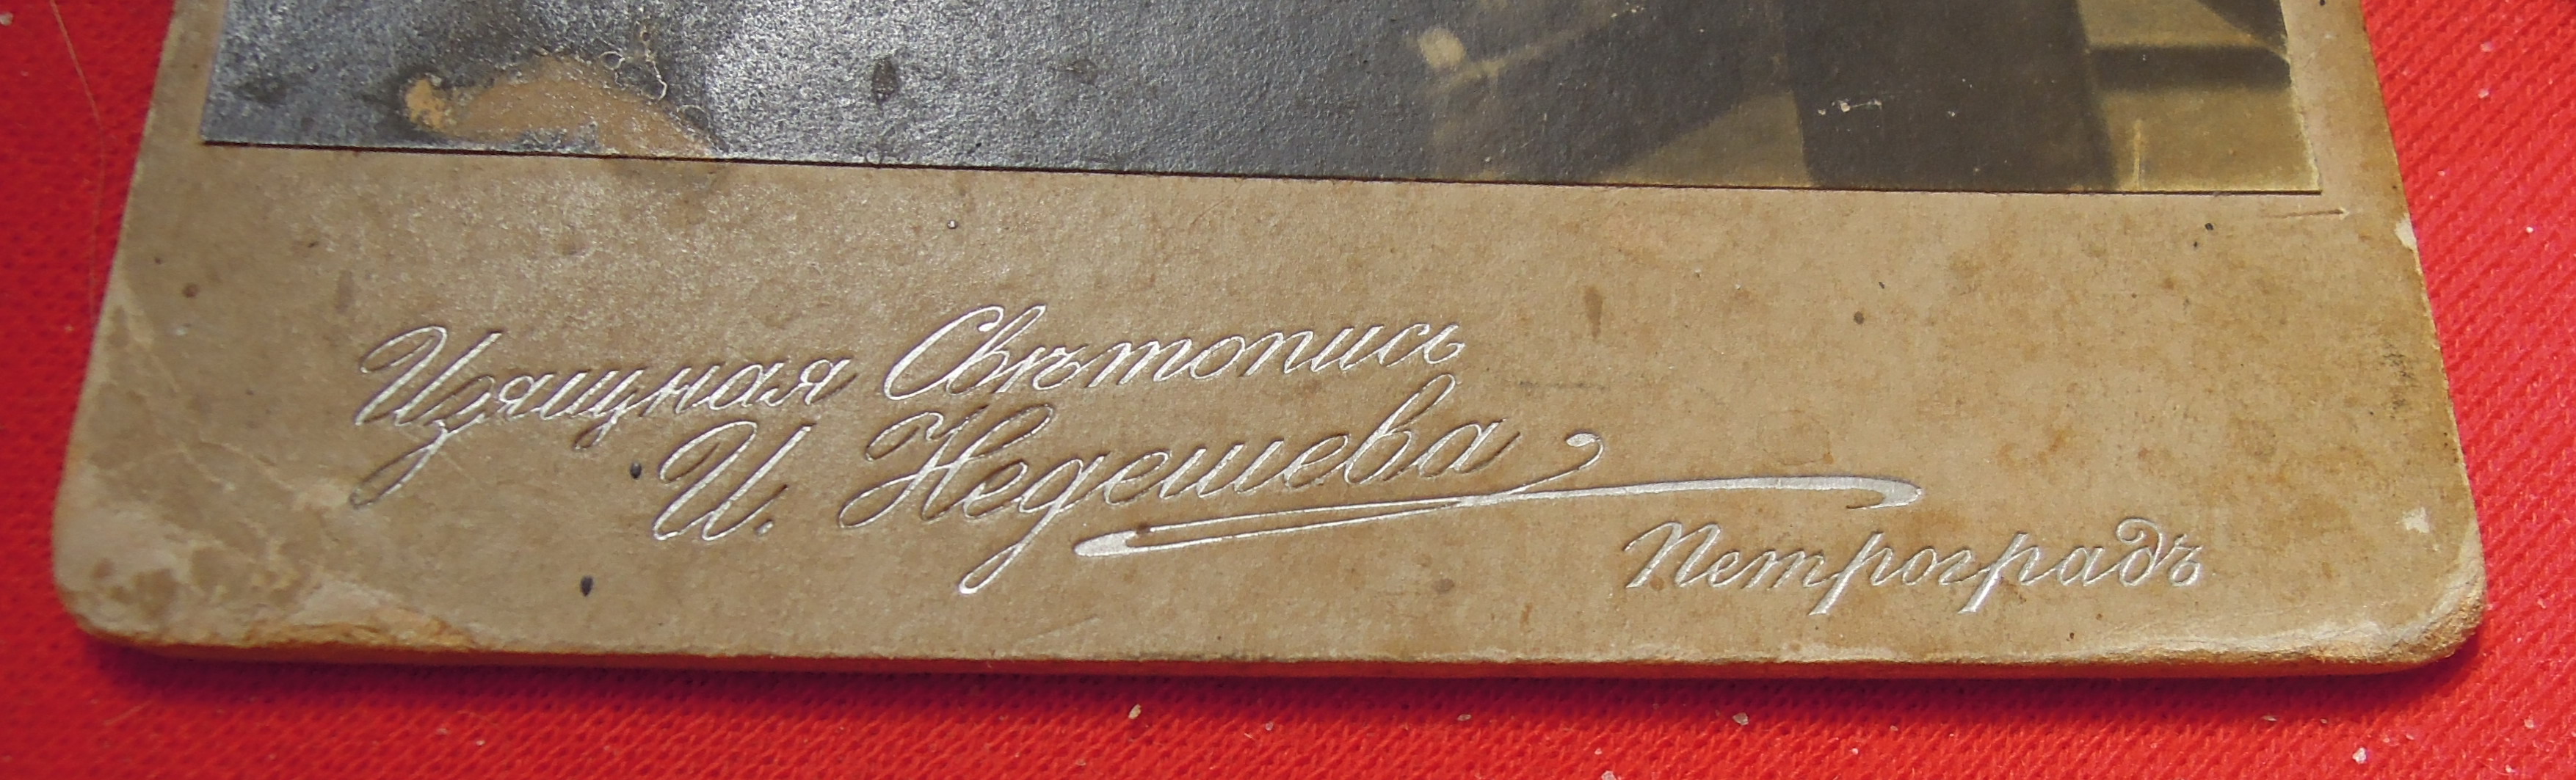 Изящная Свѣтопись
И. Недешева
Петроградъ